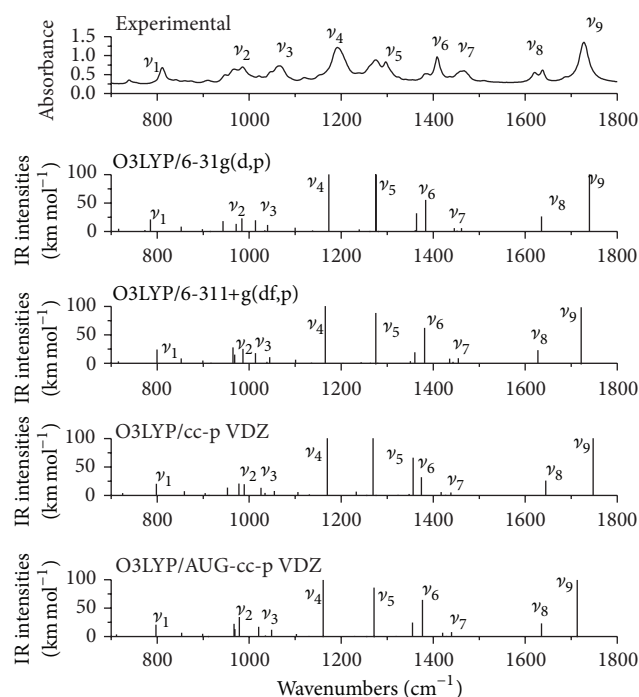 Experimental
Absorbance
1.5
1.0
0.5
0.0
ν1 ν2 ν3 ν4 ν5 ν6 ν7 ν8 ν9
800 1000 1200 1400 1600 1800
O3LYP/6-31g(d,p)
IR intensities
(km mol−1)
100
50
0
ν1 ν2 ν3 ν4 ν5 ν6 ν7 ν8 ν9
800 1000 1200 1400 1600 1800
O3LYP/6-311+g(df,p)
IR intensities
(km mol−1)
100
50
0
ν1 ν2 ν3 ν4 ν5 ν6 ν7 ν8 ν9
800 1000 1200 1400 1600 1800
O3LYP/cc-p VDZ
IR intensities
(km mol−1)
100
50
0
ν1 ν2 ν3 ν4 ν5 ν6 ν7 ν8 ν9
800 1000 1200 1400 1600 1800
O3LYP/AUG-cc-p VDZ
IR intensities
(km mol−1)
100
50
0
ν1 ν2 ν3 ν4 ν5 ν6 ν7 ν8 ν9
800 1000 1200 1400 1600 1800
Wavenumbers (cm−1)